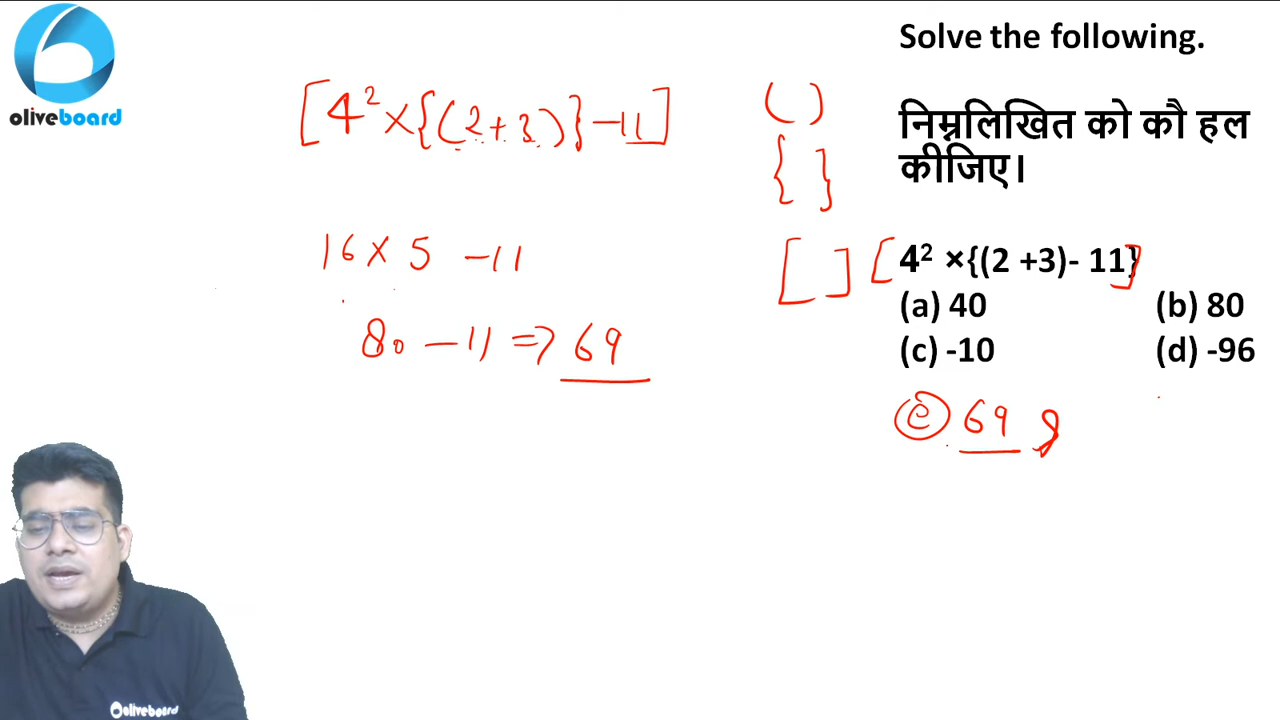 oliveboard
Solve the following.
निम्नलिखित को कौ हल
कीजिए।
4² ×{(2 +3)- 11}
(a) 40 (b) 80
(c) -10 (d) -96
(e) 69
[4² × {(2+3)} - 11]
16 × 5 - 11
80 - 11 => 69
( )
{ }
[ ]
oliveboard